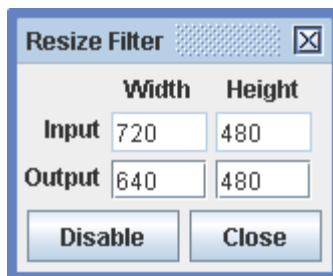 Resize Filter
Width Height
Input 720 480
Output 640 480
Disable Close